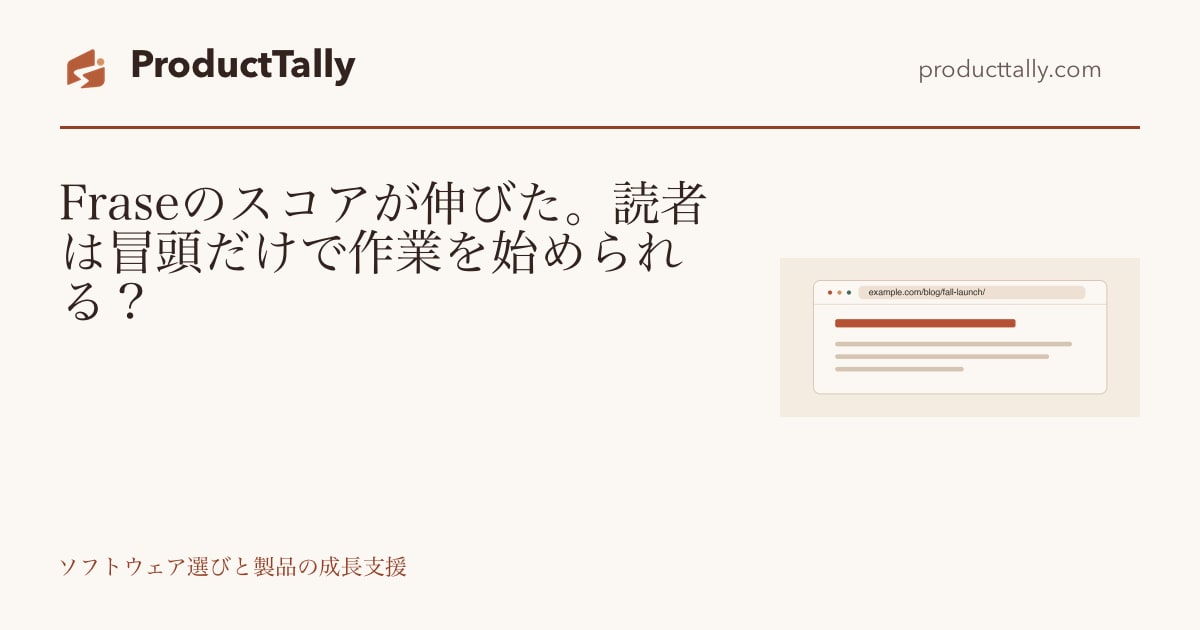 ProductTally
producttally.com
Fraseのスコアが伸びた。読者
は冒頭だけで作業を始められ
る？
example.com/blog/fall-launch/
ソフトウェア選びと製品の成長支援